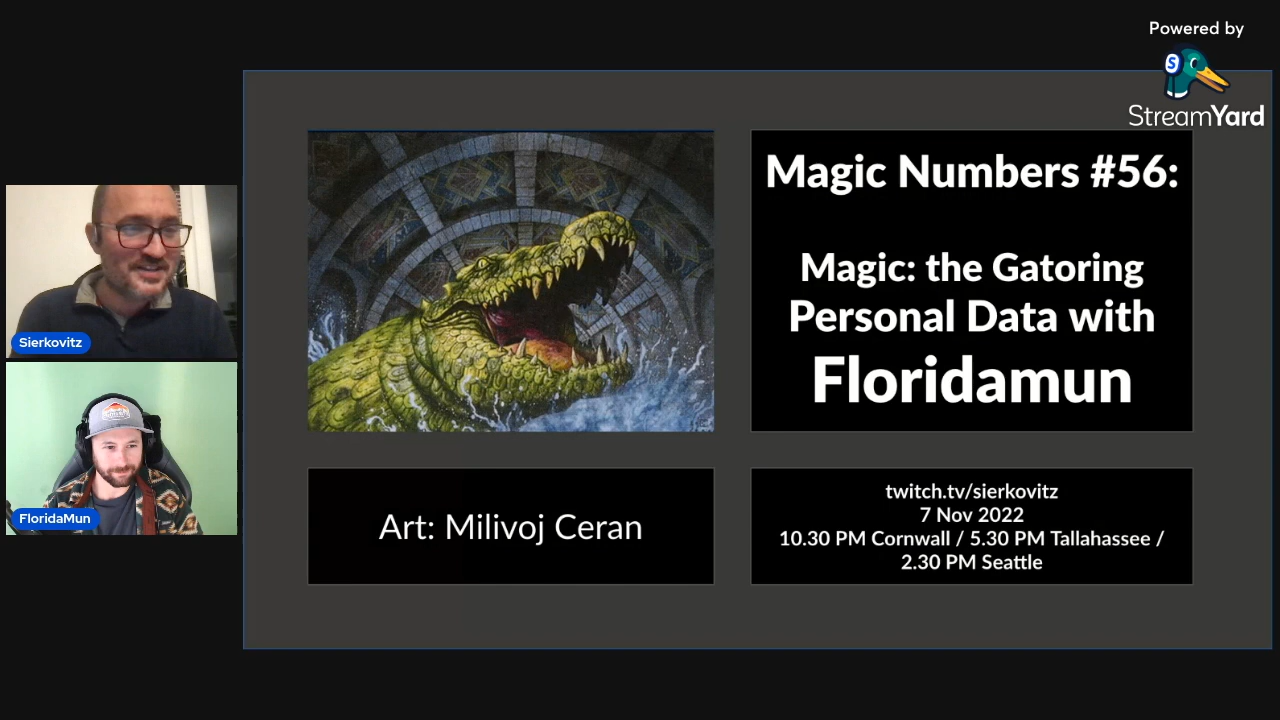 Powered by
StreamYard
Magic Numbers #56:
Magic: the Gatoring
Personal Data with
Floridamun
Sierkovitz
FloridaMun
Art: Milivoj Ceran
twitch.tv/sierkovitz
7 Nov 2022
10.30 PM Cornwall / 5.30 PM Tallahassee /
2.30 PM Seattle